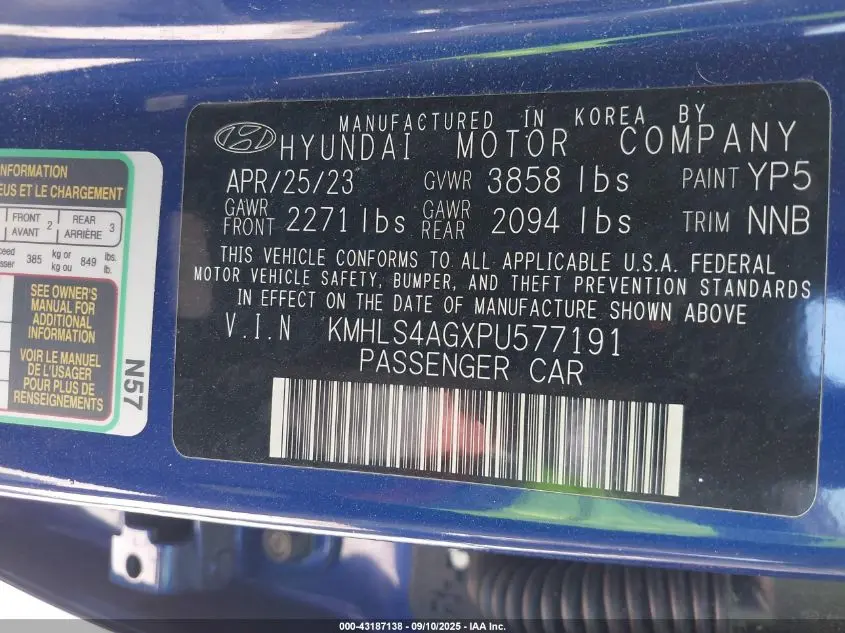 MANUFACTURED IN KOREA BY
HYUNDAI MOTOR COMPANY
APR/25/23 GVWR 3858 lbs PAINT YP5
GAWR FRONT 2271 lbs GAWR REAR 2094 lbs TRIM NNB
THIS VEHICLE CONFORMS TO ALL APPLICABLE U.S.A. FEDERAL
MOTOR VEHICLE SAFETY, BUMPER, AND THEFT PREVENTION STANDARDS
IN EFFECT ON THE DATE OF MANUFACTURE SHOWN ABOVE
V.I.N KMHLS4AGXPU577191
PASSENGER CAR
INFORMATION
EUS ET LE CHARGEMENT
FRONT 2 REAR 3
AVANT ARRIÈRE
385 kg or 849 lbs.
kg ou lb.
SEE OWNER'S
MANUAL FOR
ADDITIONAL
INFORMATION
VOIR LE MANUEL
DE L'USAGER
POUR PLUS DE
RENSEIGNEMENTS
N57
000-43187138 - 09/10/2025 - IAA Inc.